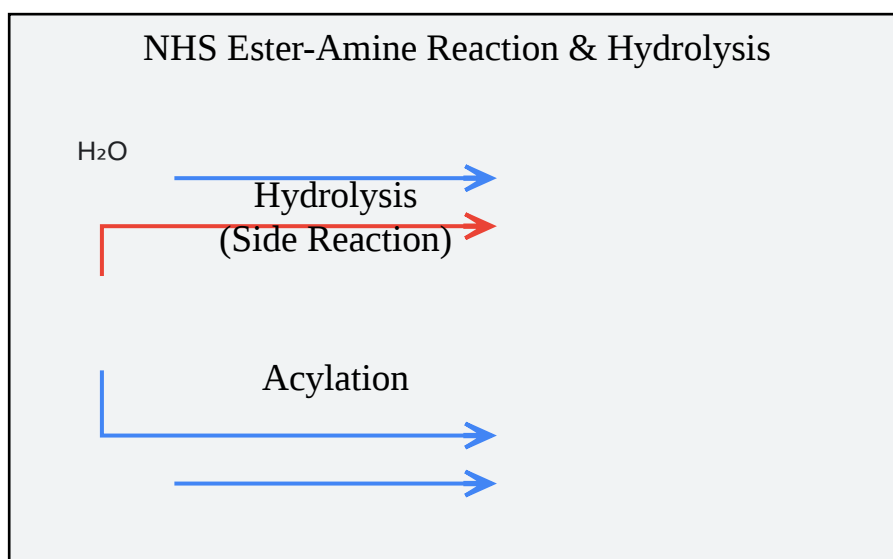 NHS Ester-Amine Reaction & Hydrolysis
H₂O
Hydrolysis
(Side Reaction)
Acylation